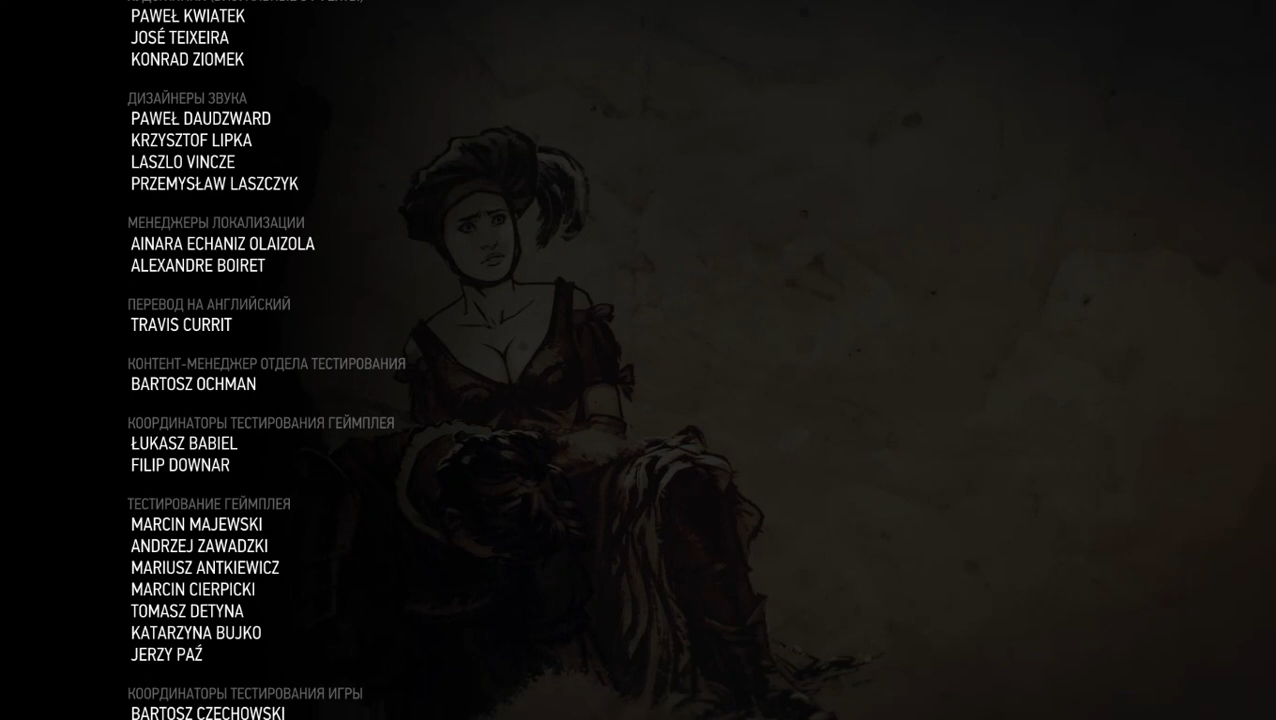 PAWEŁ KWIATEK
JOSÉ TEIXEIRA
KONRAD ZIOMEK
ДИЗАЙНЕРЫ ЗВУКА
PAWEŁ DAUDZWARD
KRZYSZTOF LIPKA
LASZLO VINCZE
PRZEMYSŁAW LASZCZYK
МЕНЕДЖЕРЫ ЛОКАЛИЗАЦИИ
AINARA ECHANIZ OLAIZOLA
ALEXANDRE BOIRET
ПЕРЕВОД НА АНГЛИЙСКИЙ
TRAVIS CURRIT
КОНТЕНТ-МЕНЕДЖЕР ОТДЕЛА ТЕСТИРОВАНИЯ
BARTOSZ OCHMAN
КООРДИНАТОРЫ ТЕСТИРОВАНИЯ ГЕЙМПЛЕЯ
ŁUKASZ BABIEL
FILIP DOWNAR
ТЕСТИРОВАНИЕ ГЕЙМПЛЕЯ
MARCIN MAJEWSKI
ANDRZEJ ZAWADZKI
MARIUSZ ANTKIEWICZ
MARCIN CIERPICKI
TOMASZ DETYNA
KATARZYNA BUJKO
JERZY PAŹ
КООРДИНАТОРЫ ТЕСТИРОВАНИЯ ИГРЫ
BARTOSZ CZECHOWSKI